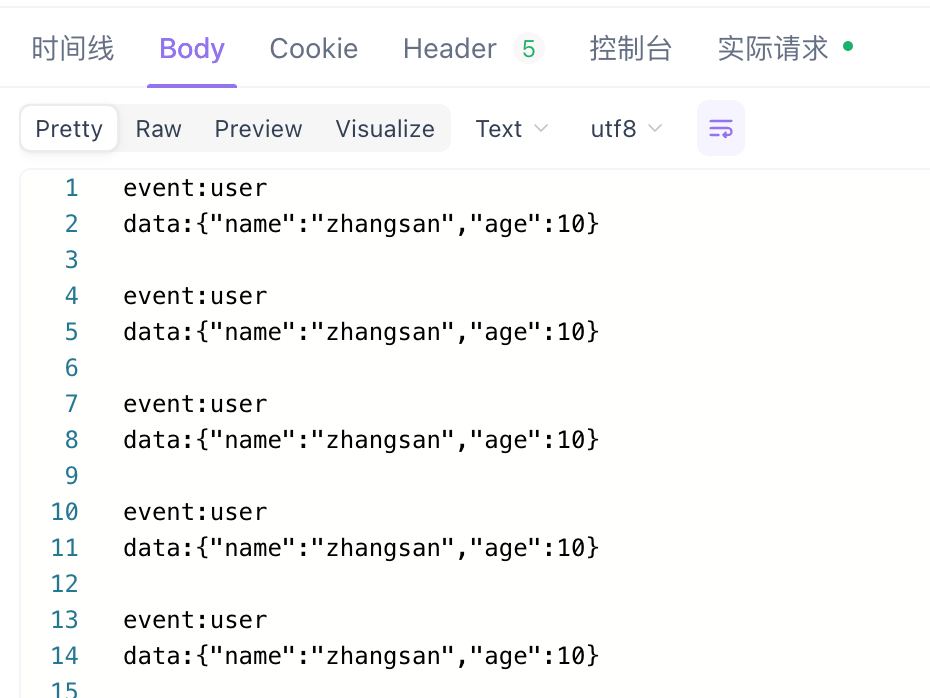 时间线 Body Cookie Header 5 控制台 实际请求
Pretty Raw Preview Visualize Text utf8
1 event:user
2 data:{"name":"zhangsan","age":10}
3
4 event:user
5 data:{"name":"zhangsan","age":10}
6
7 event:user
8 data:{"name":"zhangsan","age":10}
9
10 event:user
11 data:{"name":"zhangsan","age":10}
12
13 event:user
14 data:{"name":"zhangsan","age":10}
15